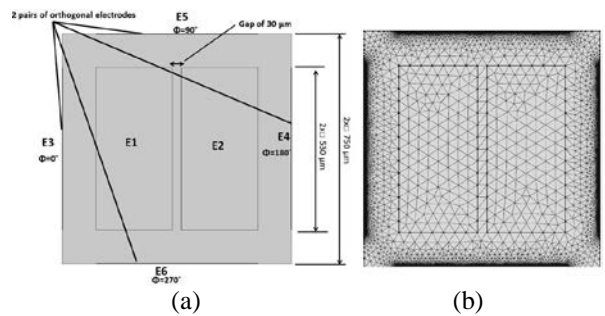 2 pairs of orthogonal electrodes
E5
Φ=90°
Gap of 30 µm
E3
Φ=0°
E1
E2
E4
Φ=180°
2x□ 530 µm
2x□ 750 µm
E6
Φ=270°
(a)
(b)